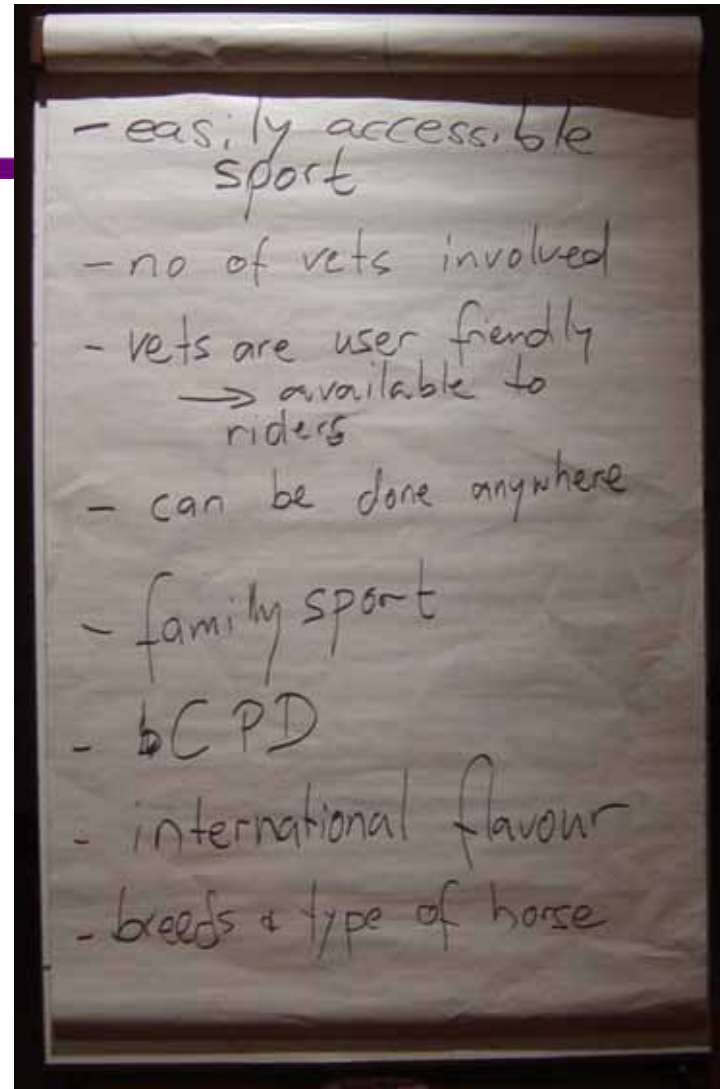 - easily accessible
sport
- no of vets involved
- vets are user friendly
→ available to
riders
- can be done anywhere
- family sport
- bCPD
- international flavour
- breeds & type of horse